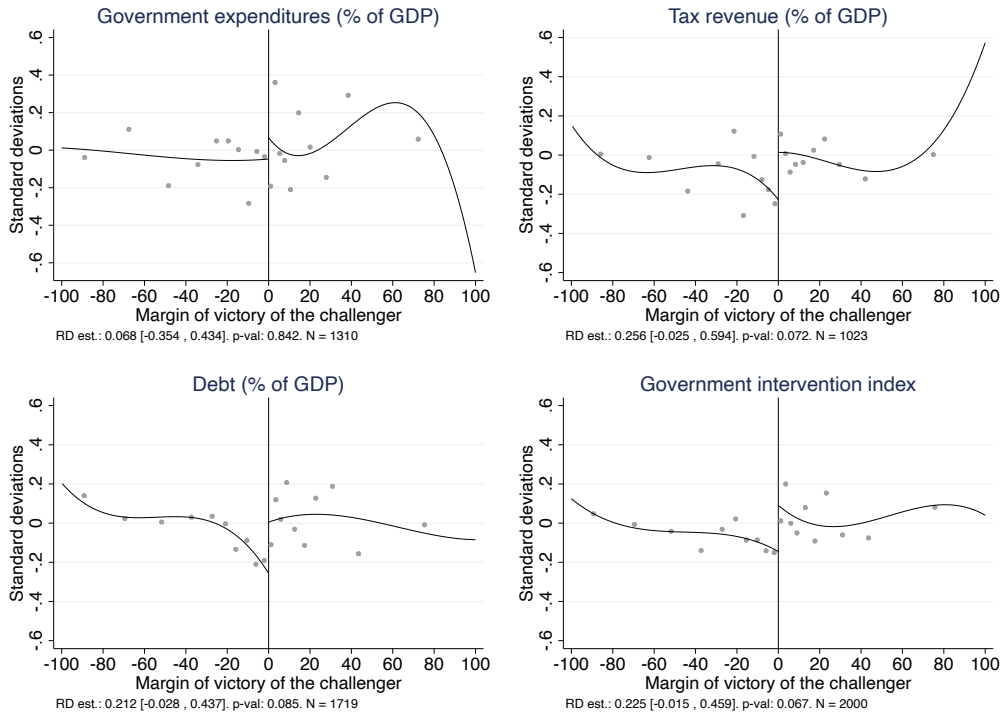 Government expenditures (% of GDP)
Standard deviations
.6
.4
.2
0
-.2
-.4
-.6
-100 -80 -60 -40 -20 0 20 40 60 80 100
Margin of victory of the challenger
RD est.: 0.068 [-0.354 , 0.434]. p-val: 0.842. N = 1310
Tax revenue (% of GDP)
Standard deviations
.6
.4
.2
0
-.2
-.4
-.6
-100 -80 -60 -40 -20 0 20 40 60 80 100
Margin of victory of the challenger
RD est.: 0.256 [-0.025 , 0.594]. p-val: 0.072. N = 1023
Debt (% of GDP)
Standard deviations
.6
.4
.2
0
-.2
-.4
-.6
-100 -80 -60 -40 -20 0 20 40 60 80 100
Margin of victory of the challenger
RD est.: 0.212 [-0.028 , 0.437]. p-val: 0.085. N = 1719
Government intervention index
Standard deviations
.6
.4
.2
0
-.2
-.4
-.6
-100 -80 -60 -40 -20 0 20 40 60 80 100
Margin of victory of the challenger
RD est.: 0.225 [-0.015 , 0.459]. p-val: 0.067. N = 2000